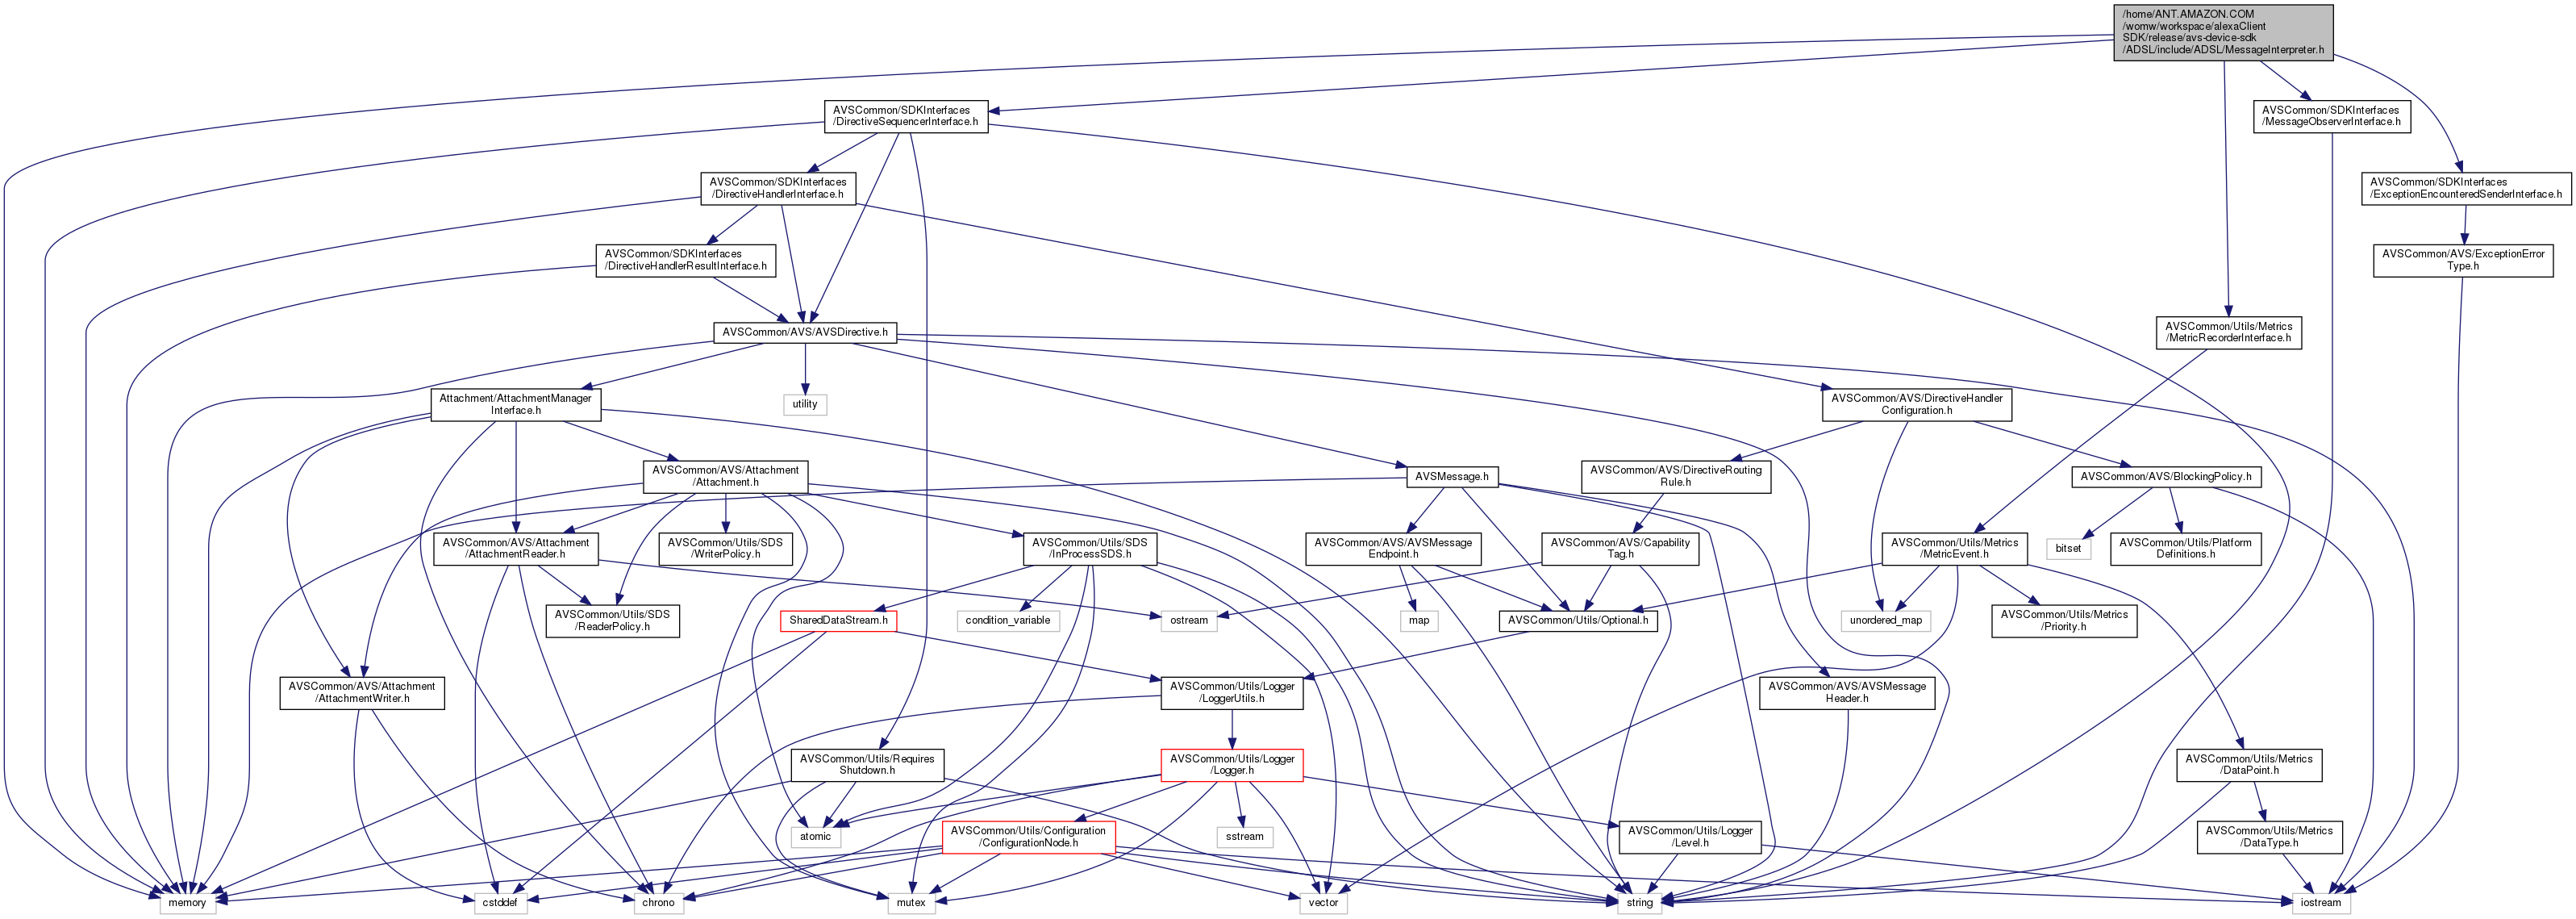 /home/ANT.AMAZON.COM
/womw/workspace/alexaClient
SDK/release/avs-device-sdk
/ADSL/include/ADSL/MessageInterpreter.h
AVSCommon/SDKInterfaces
/DirectiveSequencerInterface.h
AVSCommon/SDKInterfaces
/MessageObserverInterface.h
AVSCommon/SDKInterfaces
/DirectiveHandlerInterface.h
AVSCommon/SDKInterfaces
/ExceptionEncounteredSenderInterface.h
AVSCommon/SDKInterfaces
/DirectiveHandlerResultInterface.h
AVSCommon/AVS/ExceptionError
Type.h
AVSCommon/AVS/AVSDirective.h
AVSCommon/Utils/Metrics
/MetricRecorderInterface.h
Attachment/AttachmentManager
Interface.h
utility
AVSCommon/AVS/DirectiveHandler
Configuration.h
AVSCommon/AVS/Attachment
/Attachment.h
AVSMessage.h
AVSCommon/AVS/DirectiveRouting
Rule.h
AVSCommon/AVS/BlockingPolicy.h
AVSCommon/AVS/Attachment
/AttachmentReader.h
AVSCommon/Utils/SDS
/WriterPolicy.h
AVSCommon/Utils/SDS
/InProcessSDS.h
AVSCommon/AVS/AVSMessage
Endpoint.h
AVSCommon/AVS/Capability
Tag.h
AVSCommon/Utils/Metrics
/MetricEvent.h
bitset
AVSCommon/Utils/Platform
Definitions.h
AVSCommon/Utils/SDS
/ReaderPolicy.h
SharedDataStream.h
condition_variable
ostream
map
AVSCommon/Utils/Optional.h
unordered_map
AVSCommon/Utils/Metrics
/Priority.h
AVSCommon/AVS/Attachment
/AttachmentWriter.h
AVSCommon/Utils/Logger
/LoggerUtils.h
AVSCommon/AVS/AVSMessage
Header.h
AVSCommon/Utils/Requires
Shutdown.h
AVSCommon/Utils/Logger
/Logger.h
AVSCommon/Utils/Metrics
/DataPoint.h
atomic
AVSCommon/Utils/Configuration
/ConfigurationNode.h
sstream
AVSCommon/Utils/Logger
/Level.h
AVSCommon/Utils/Metrics
/DataType.h
memory
cstddef
chrono
mutex
vector
string
iostream